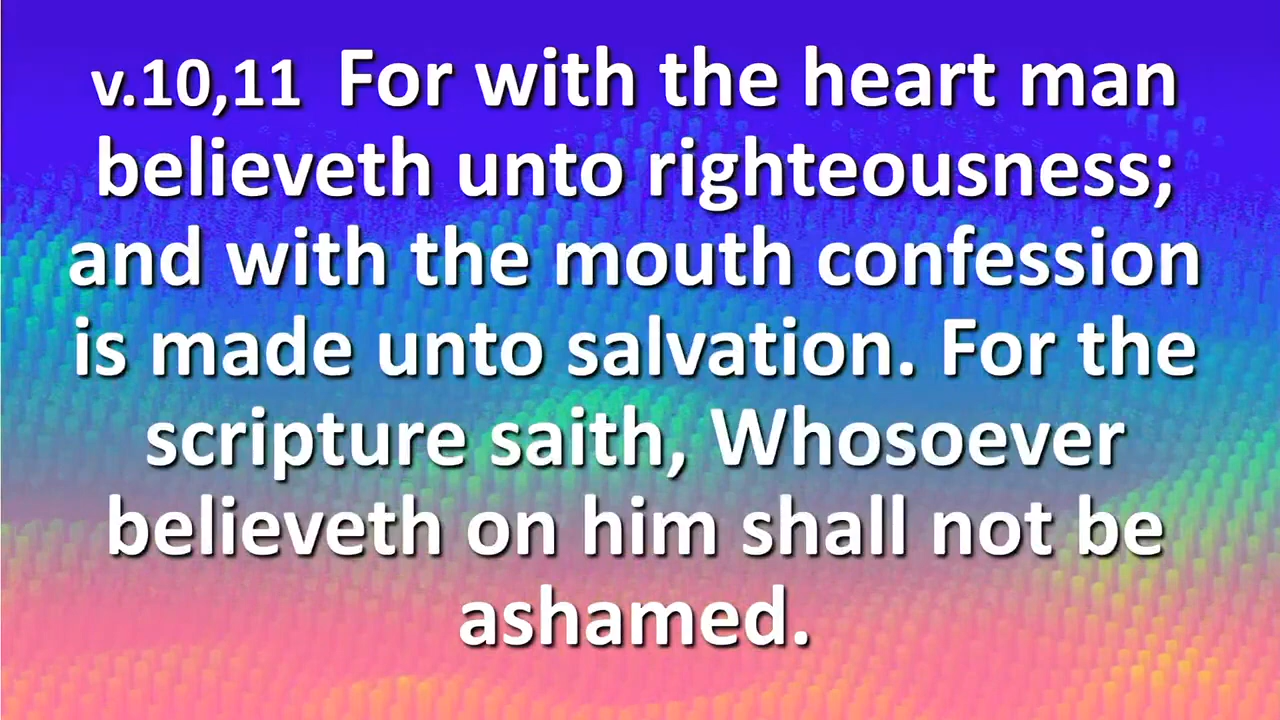 v.10,11 For with the heart man
believeth unto righteousness;
and with the mouth confession
is made unto salvation. For the
scripture saith, Whosoever
believeth on him shall not be
ashamed.